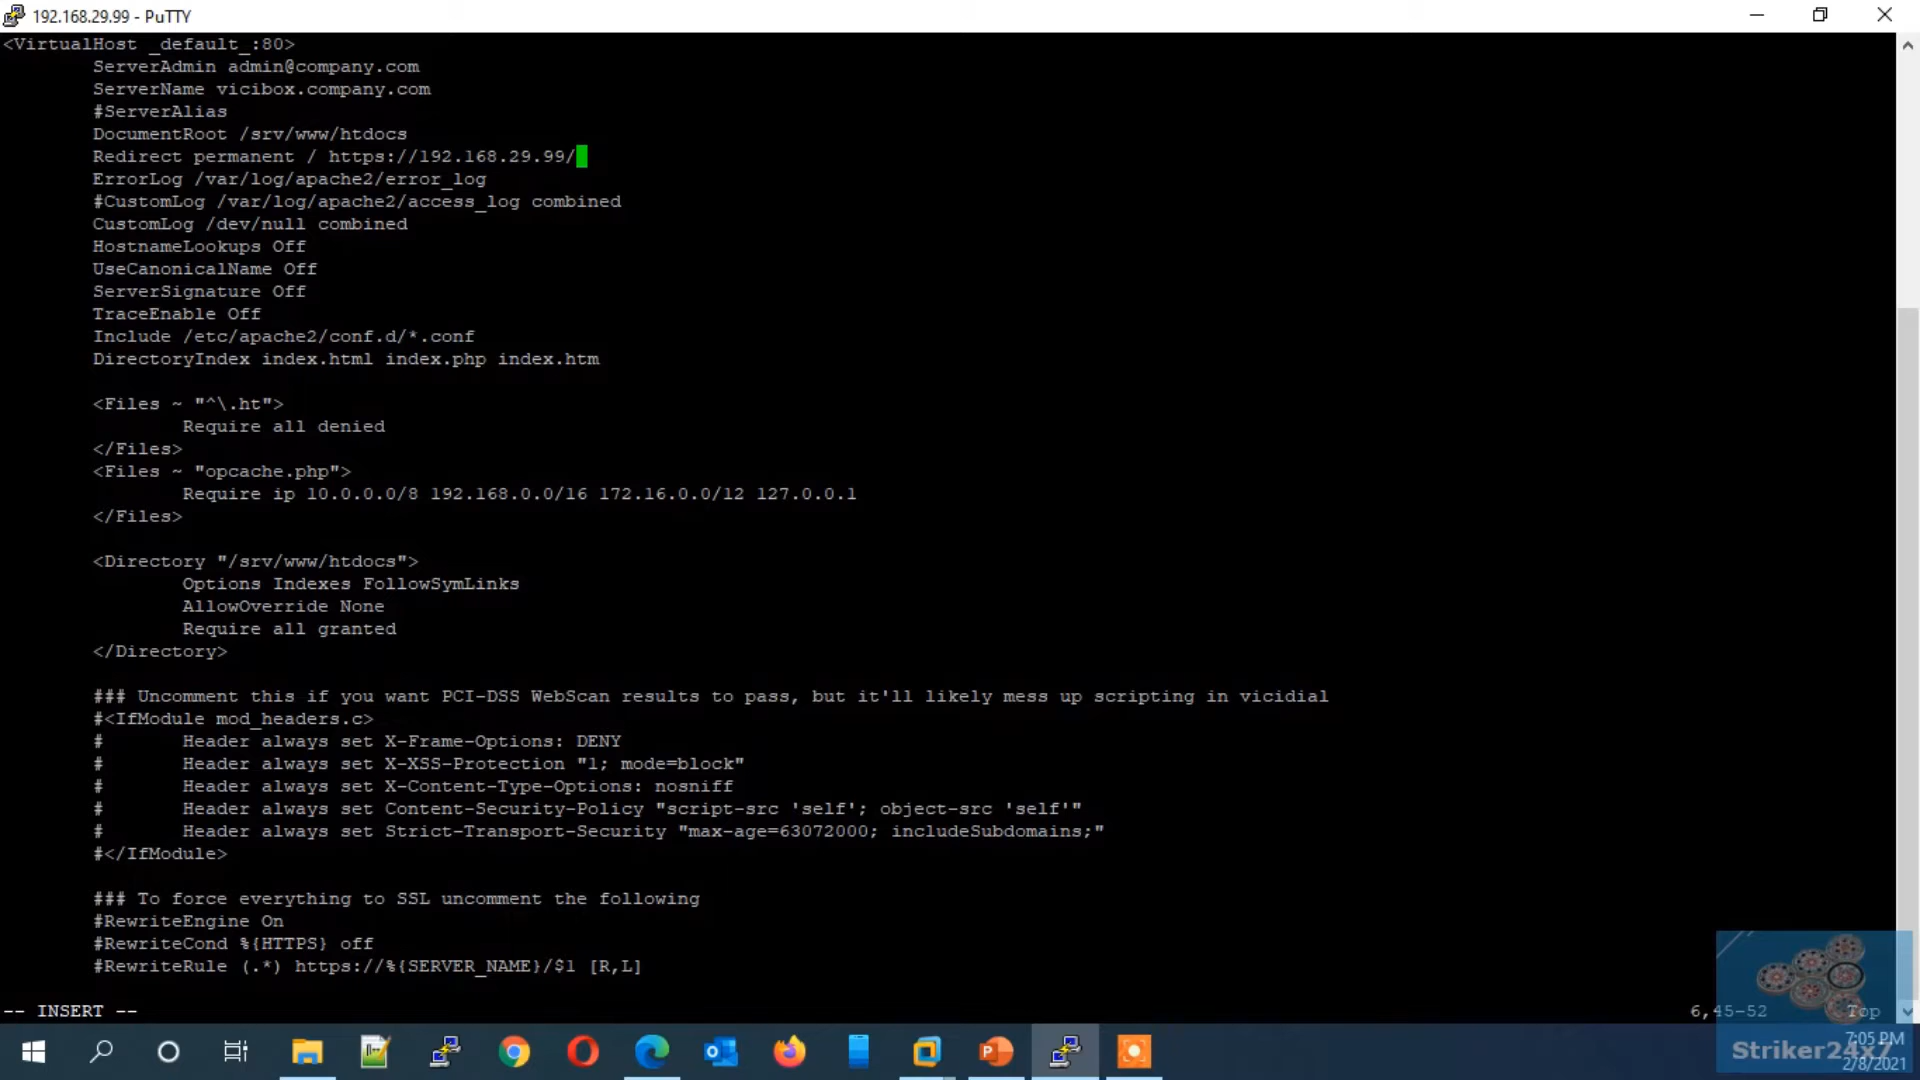 192.168.29.99 - PuTTY
<VirtualHost _default_:80>
ServerAdmin admin@company.com
ServerName vicibox.company.com
#ServerAlias
DocumentRoot /srv/www/htdocs
Redirect permanent / https://192.168.29.99/
ErrorLog /var/log/apache2/error_log
#CustomLog /var/log/apache2/access_log combined
CustomLog /dev/null combined
HostnameLookups Off
UseCanonicalName Off
ServerSignature Off
TraceEnable Off
Include /etc/apache2/conf.d/*.conf
DirectoryIndex index.html index.php index.htm
<Files ~ "^\.ht">
Require all denied
</Files>
<Files ~ "opcache.php">
Require ip 10.0.0.0/8 192.168.0.0/16 172.16.0.0/12 127.0.0.1
</Files>
<Directory "/srv/www/htdocs">
Options Indexes FollowSymLinks
AllowOverride None
Require all granted
</Directory>
### Uncomment this if you want PCI-DSS WebScan results to pass, but it'll likely mess up scripting in vicidial
#<IfModule mod_headers.c>
# Header always set X-Frame-Options: DENY
# Header always set X-XSS-Protection "1; mode=block"
# Header always set X-Content-Type-Options: nosniff
# Header always set Content-Security-Policy "script-src 'self'; object-src 'self'"
# Header always set Strict-Transport-Security "max-age=63072000; includeSubdomains;"
#</IfModule>
### To force everything to SSL uncomment the following
#RewriteEngine On
#RewriteCond %{HTTPS} off
#RewriteRule (.*) https://%{SERVER_NAME}/$1 [R,L]
-- INSERT -- 6,45-52 Top
7:05 PM
Striker24x7
2/8/2021